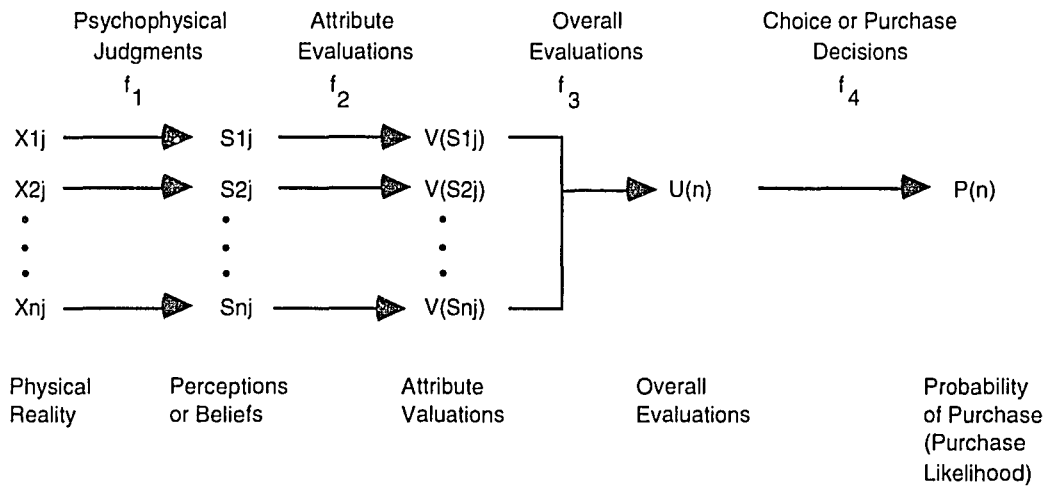 Psychophysical Judgments
Attribute Evaluations
Overall Evaluations
Choice or Purchase Decisions
f1
f2
f3
f4
X1j S1j V(S1j)
X2j S2j V(S2j) U(n) P(n)
Xnj Snj V(Snj)
Physical Reality
Perceptions or Beliefs
Attribute Valuations
Overall Evaluations
Probability of Purchase (Purchase Likelihood)